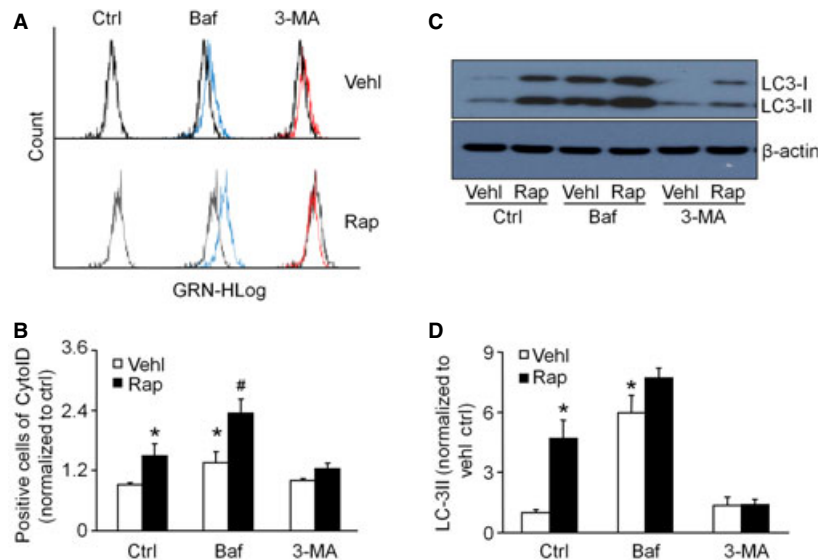 A
Ctrl Baf 3-MA
Vehl
Rap
Count
GRN-HLog
B
Positive cells of CytoID
(normalized to ctrl)
3.6
2.4
1.2
0
Vehl
Rap
* * #
Ctrl Baf 3-MA
C
LC3-I
LC3-II
β-actin
Vehl Rap Vehl Rap Vehl Rap
Ctrl Baf 3-MA
D
LC-3II (normalized to
vehl ctrl)
9
6
3
0
Vehl
Rap
* *
Ctrl Baf 3-MA